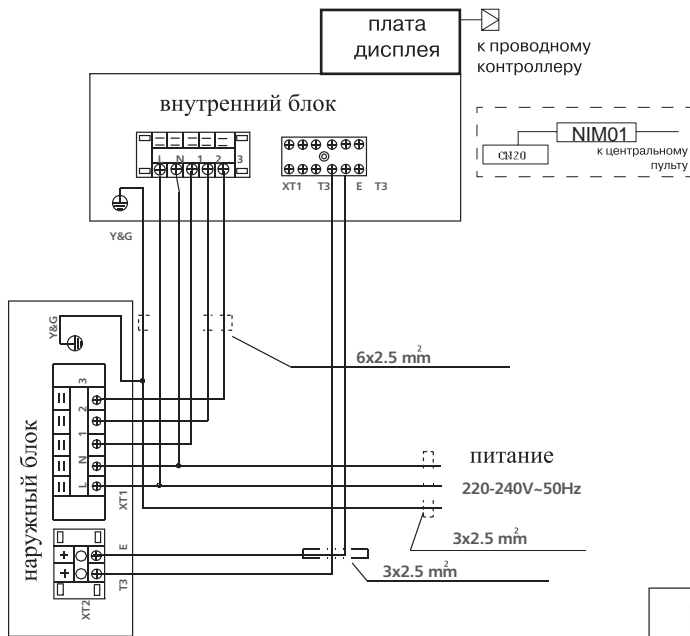 плата
дисплея
к проводному
контроллеру
внутренний блок
L N 1 2 3
XT1 T3 E T3
Y&G
CN20
NIM01
к центральному
пульту
Y&G
6x2.5 mm²
наружный блок
3
2
1
N
L
XT1
питание
220-240V~50Hz
3x2.5 mm²
3x2.5 mm²
E
T3
XT2